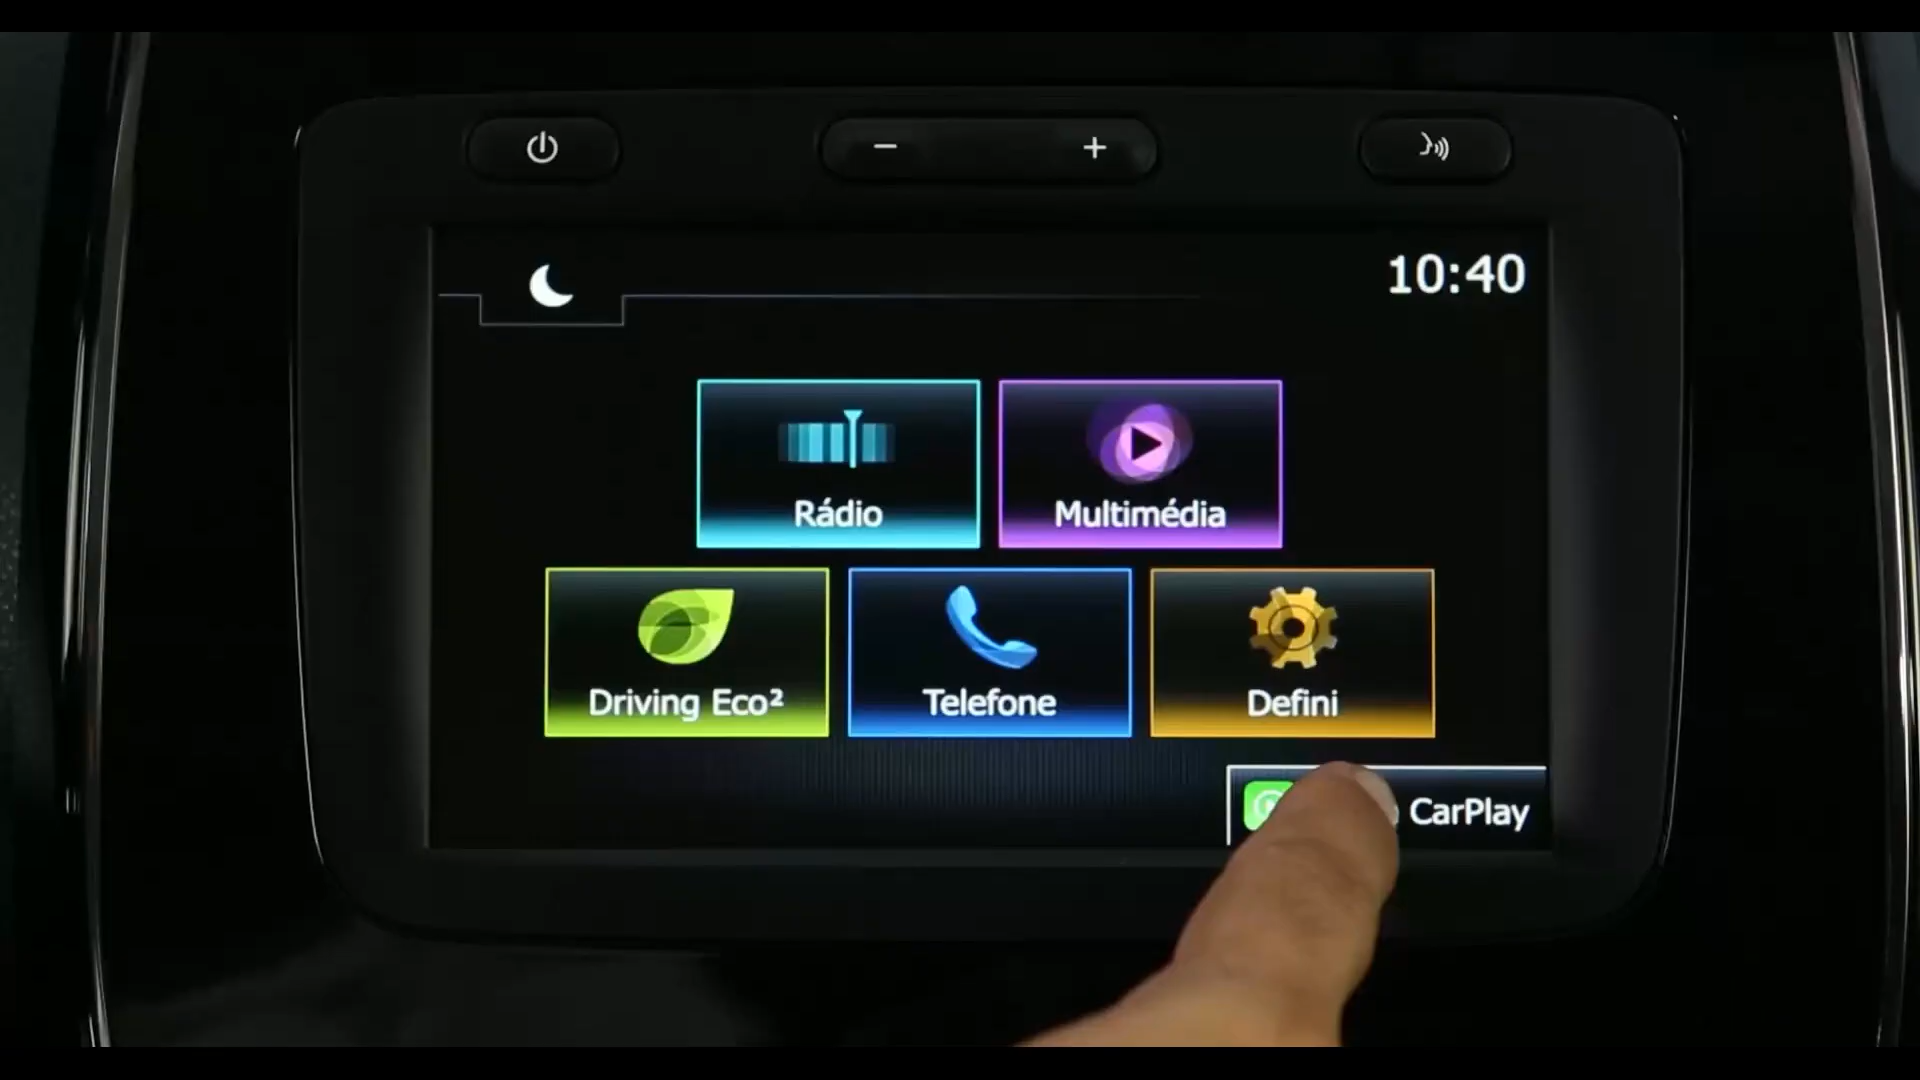 10:40
Rádio
Multimédia
Driving Eco²
Telefone
Defini
CarPlay